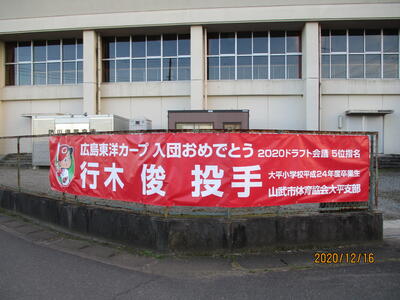 広島東洋カープ 入団おめでとう 2020ドラフト会議 5位指名
行木 俊 投手
大平小学校平成24年度卒業生
山武市体育協会大平支部
2020/12/16